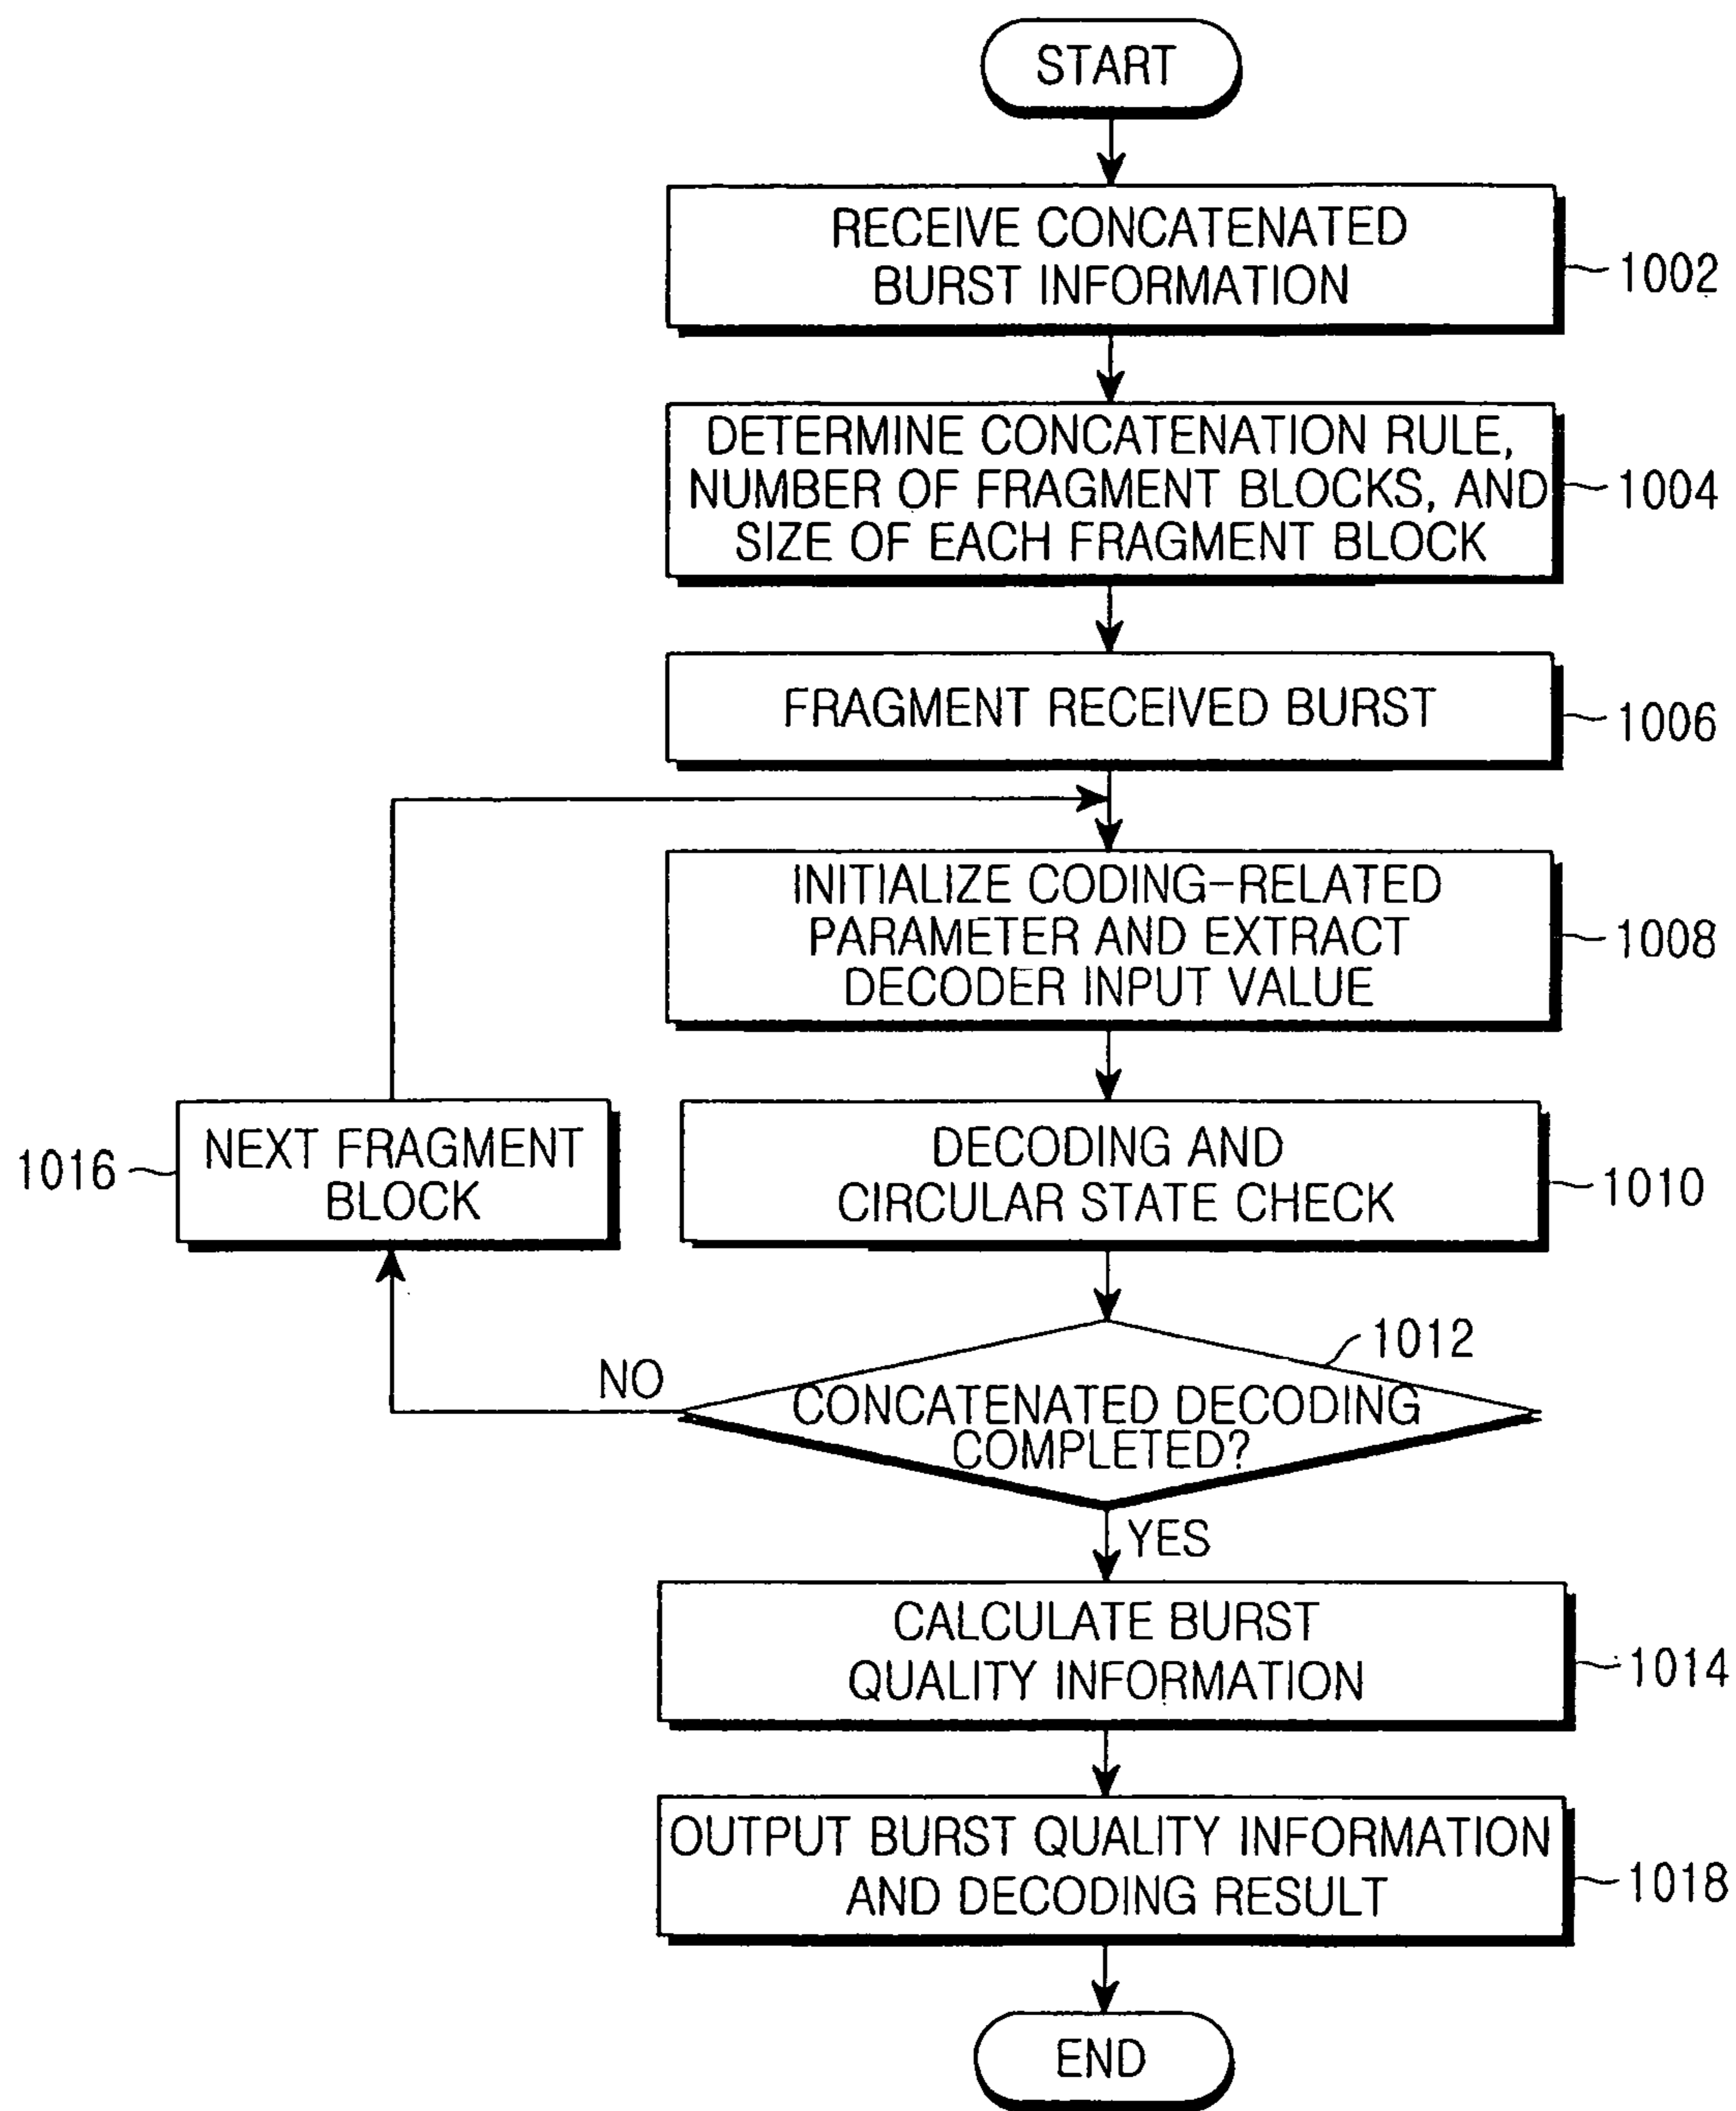 START
RECEIVE CONCATENATED
BURST INFORMATION
1002
DETERMINE CONCATENATION RULE,
NUMBER OF FRAGMENT BLOCKS, AND
SIZE OF EACH FRAGMENT BLOCK
1004
FRAGMENT RECEIVED BURST
1006
INITIALIZE CODING-RELATED
PARAMETER AND EXTRACT
DECODER INPUT VALUE
1008
1016
NEXT FRAGMENT
BLOCK
DECODING AND
CIRCULAR STATE CHECK
1010
1012
NO
CONCATENATED DECODING
COMPLETED?
YES
CALCULATE BURST
QUALITY INFORMATION
1014
OUTPUT BURST QUALITY INFORMATION
AND DECODING RESULT
1018
END